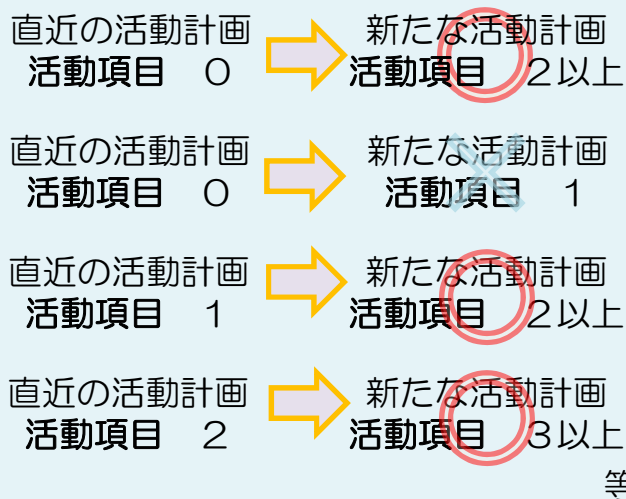 直近の活動計画 新たな活動計画
活動項目 ０ 活動項目 ２以上
直近の活動計画 新たな活動計画
活動項目 ０ 活動項目 １
直近の活動計画 新たな活動計画
活動項目 １ 活動項目 ２以上
直近の活動計画 新たな活動計画
活動項目 ２ 活動項目 ３以上
等